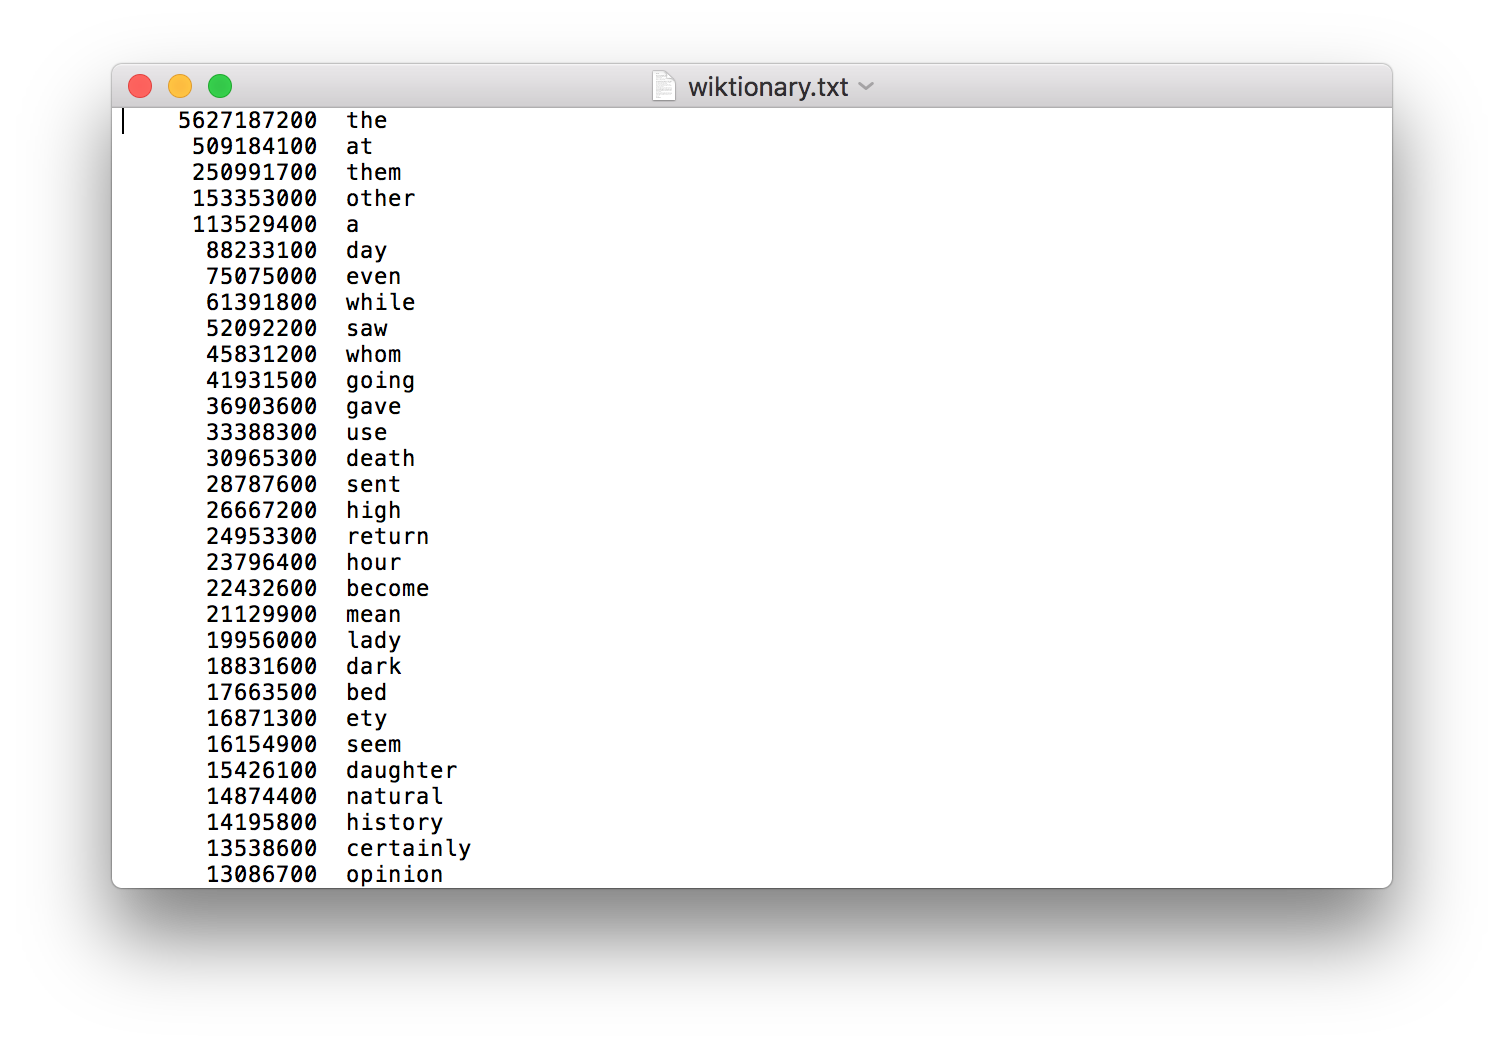 wiktionary.txt
5627187200 the
509184100 at
250991700 them
153353000 other
113529400 a
88233100 day
75075000 even
61391800 while
52092200 saw
45831200 whom
41931500 going
36903600 gave
33388300 use
30965300 death
28787600 sent
26667200 high
24953300 return
23796400 hour
22432600 become
21129900 mean
19956000 lady
18831600 dark
17663500 bed
16871300 ety
16154900 seem
15426100 daughter
14874400 natural
14195800 history
13538600 certainly
13086700 opinion